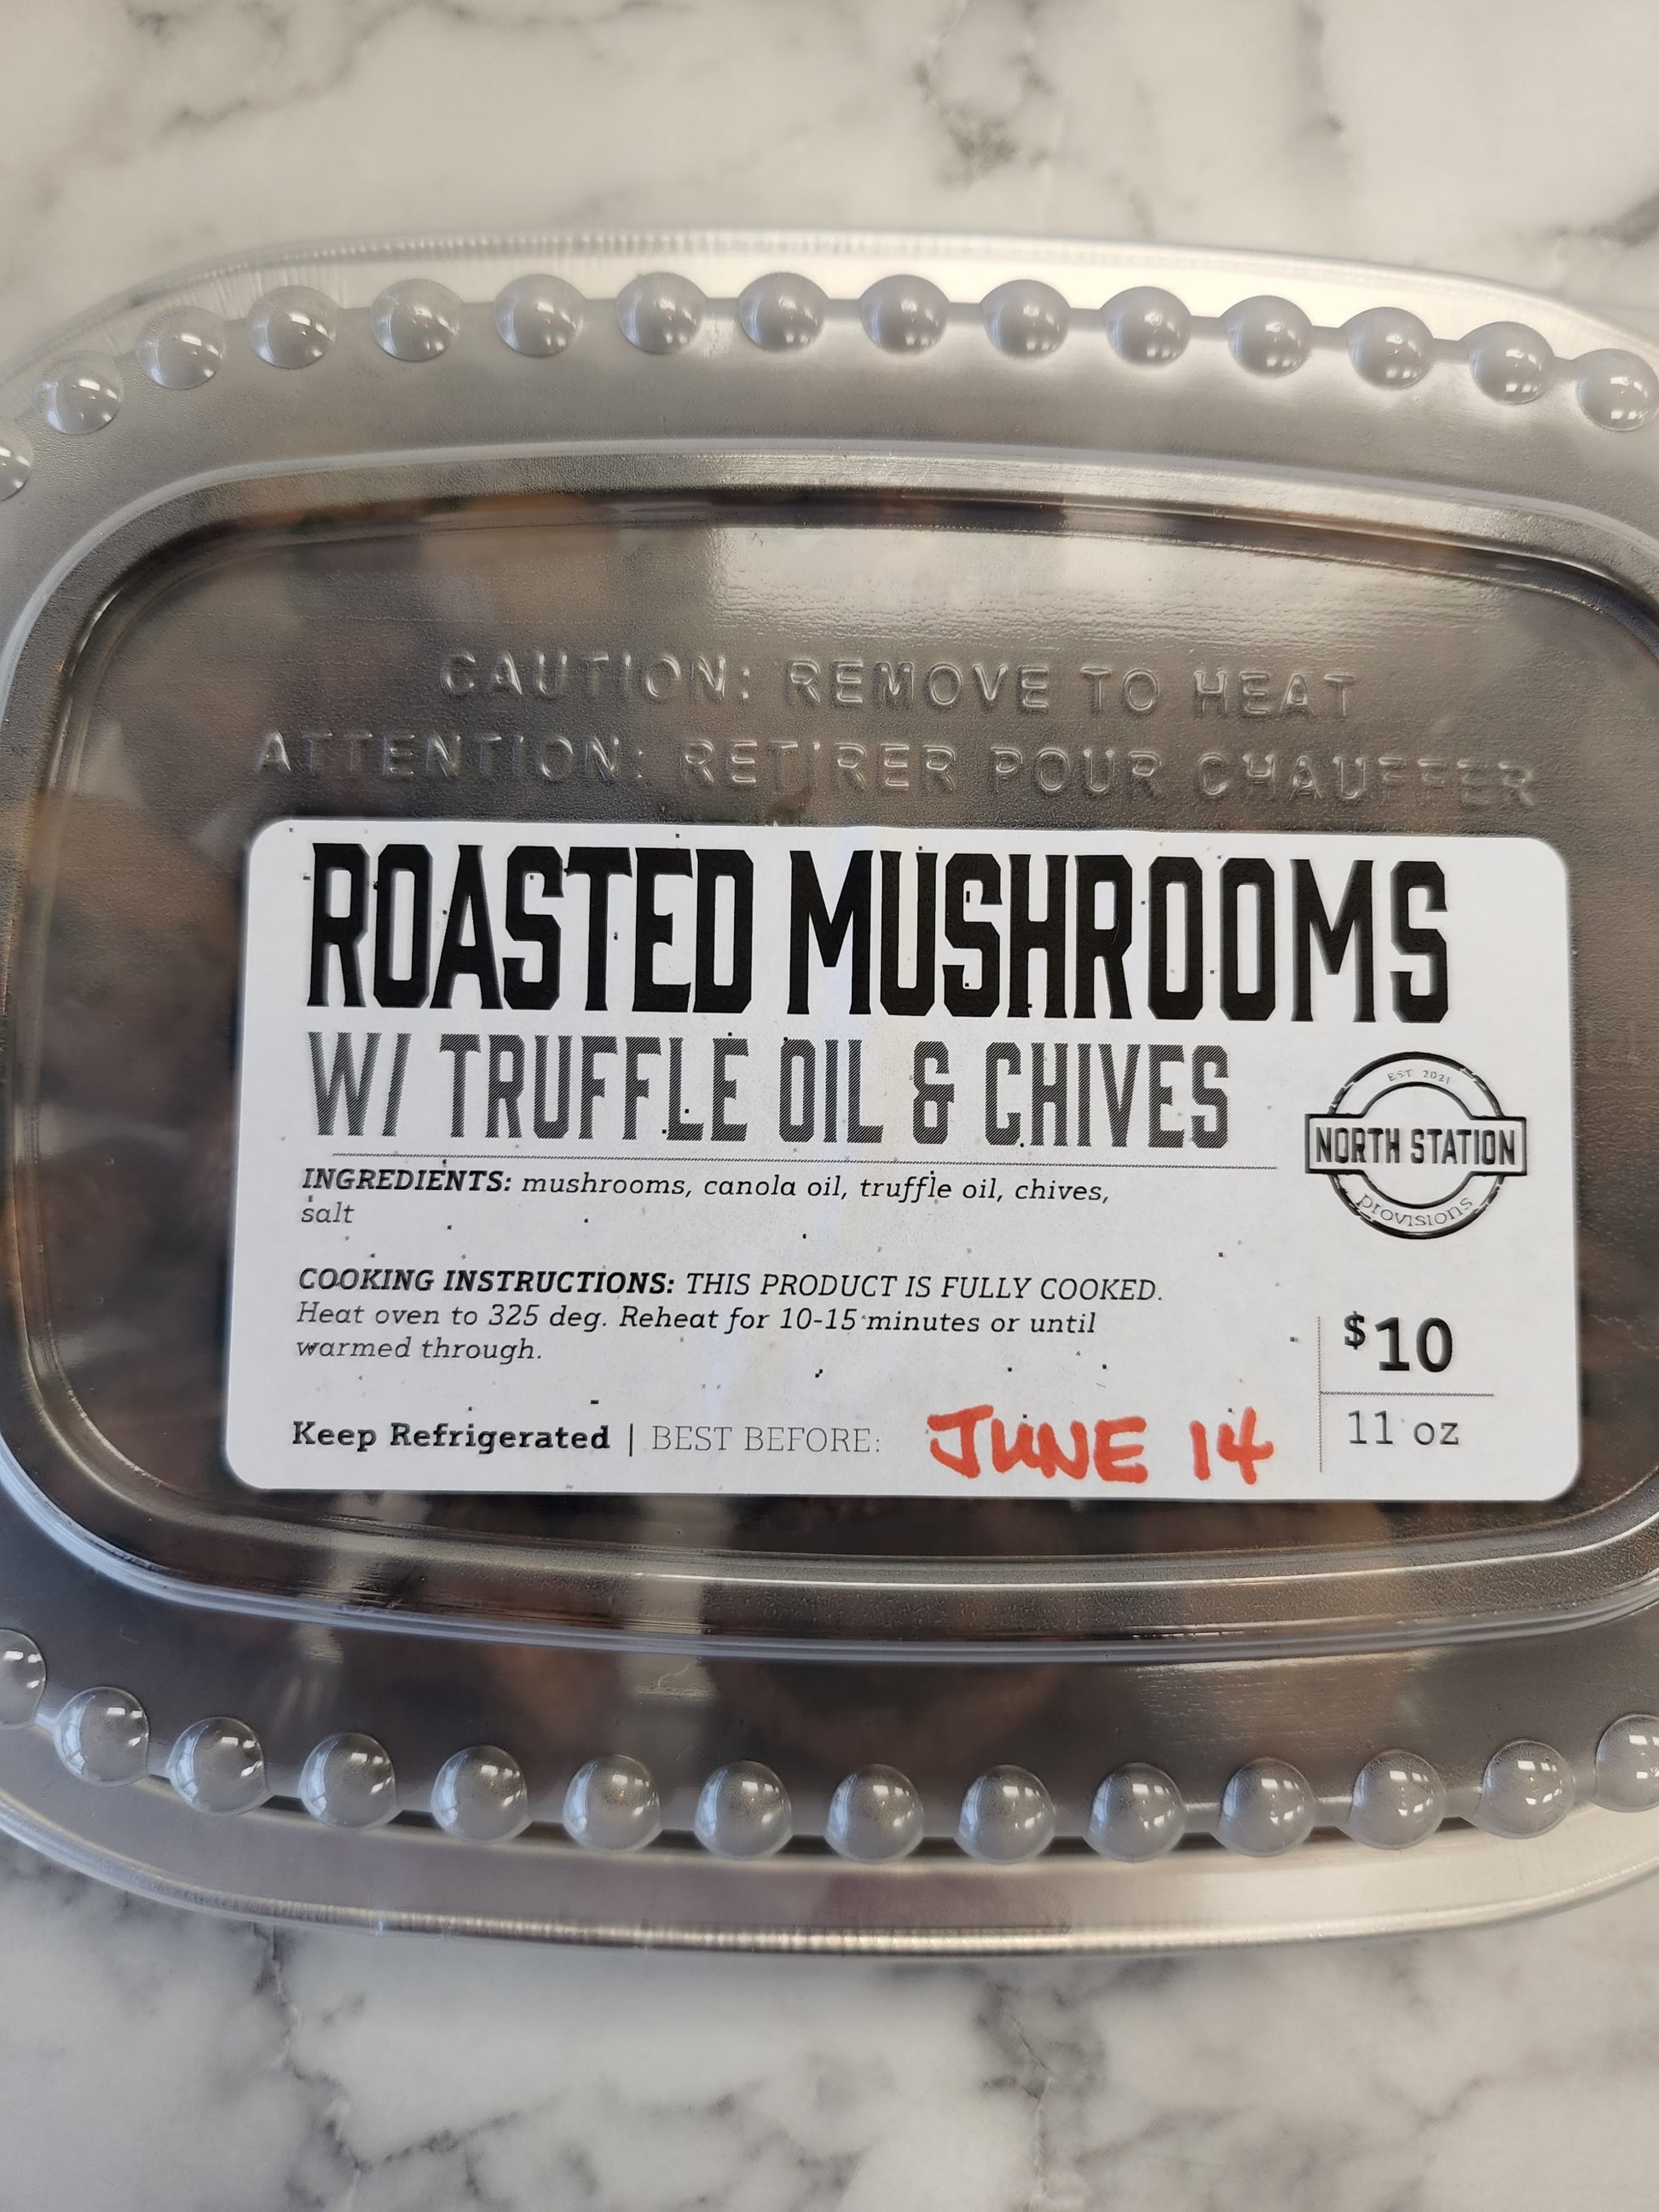 CAUTION: REMOVE TO HEAT
ATTENTION: RETIRER POUR CHAUFFER
ROASTED MUSHROOMS
W/ TRUFFLE OIL & CHIVES
EST 2021
NORTH STATION
provisions
INGREDIENTS: mushrooms, canola oil, truffle oil, chives,
salt
COOKING INSTRUCTIONS: THIS PRODUCT IS FULLY COOKED.
Heat oven to 325 deg. Reheat for 10-15 minutes or until
warmed through.
$10
11 oz
Keep Refrigerated | BEST BEFORE: JUNE 14